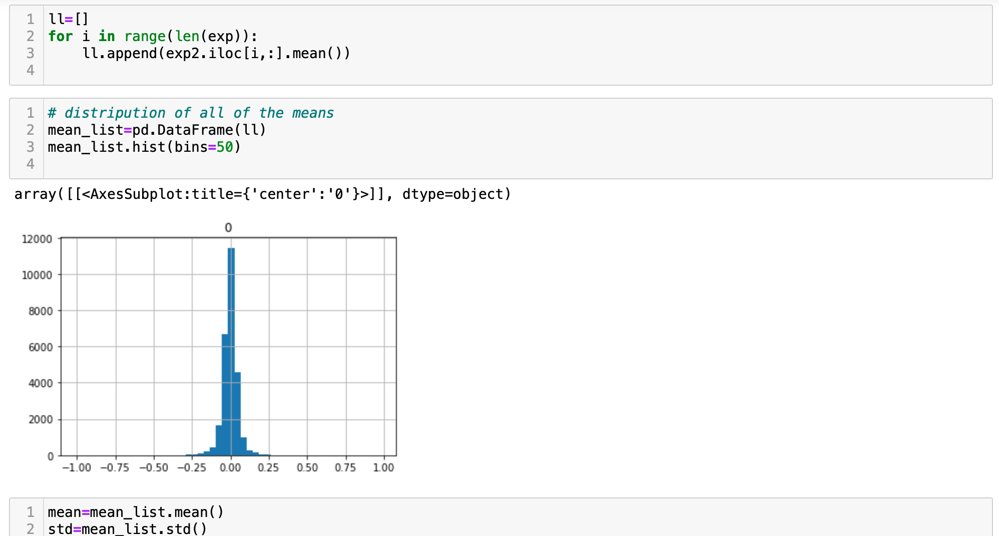 1 ll=[]
2 for i in range(len(exp)):
3     ll.append(exp2.iloc[i,:].mean())
4
1 # distripution of all of the means
2 mean_list=pd.DataFrame(ll)
3 mean_list.hist(bins=50)
4
array([[<AxesSubplot:title={'center':'0'}>]], dtype=object)
0
12000
10000
8000
6000
4000
2000
0
−1.00 −0.75 −0.50 −0.25 0.00 0.25 0.50 0.75 1.00
1 mean=mean_list.mean()
2 std=mean_list.std()